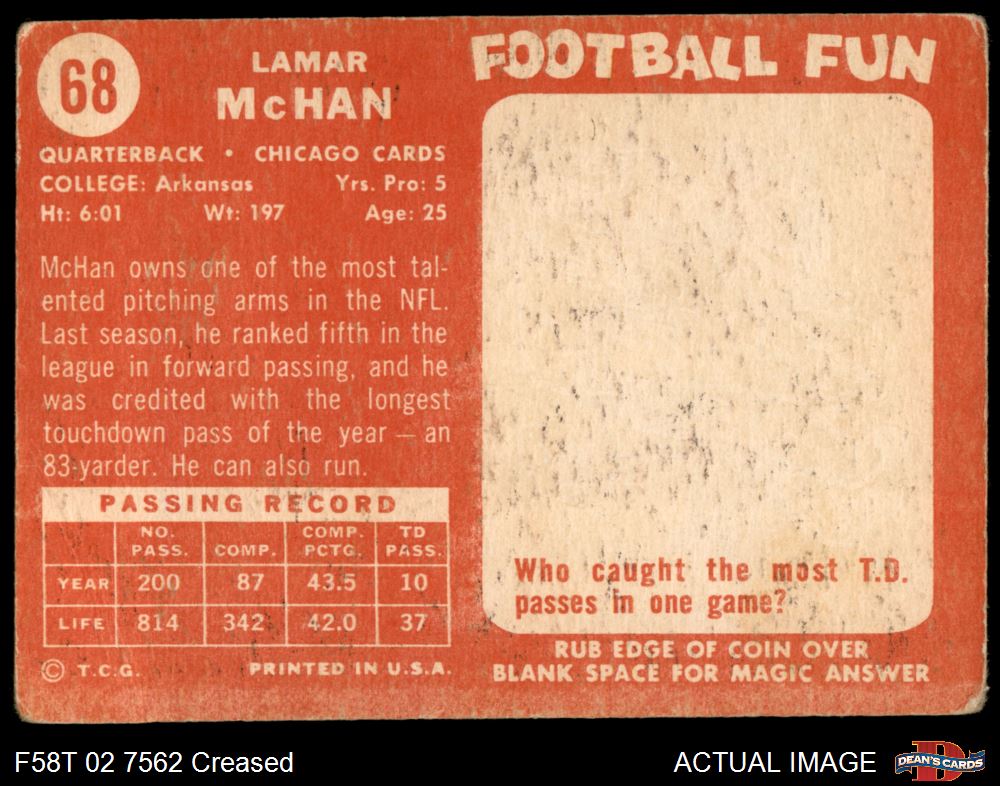 68
LAMAR
McHAN
QUARTERBACK • CHICAGO CARDS
COLLEGE: Arkansas Yrs. Pro: 5
Ht: 6:01 Wt: 197 Age: 25
McHan owns one of the most tal-
ented pitching arms in the NFL.
Last season, he ranked fifth in the
league in forward passing, and he
was credited with the longest
touchdown pass of the year — an
83-yarder. He can also run.
PASSING RECORD
NO. PASS. COMP. COMP. PCTG. TD PASS.
YEAR 200 87 43.5 10
LIFE 814 342 42.0 37
© T.C.G. PRINTED IN U.S.A.
FOOTBALL FUN
Who caught the most T.D.
passes in one game?
RUB EDGE OF COIN OVER
BLANK SPACE FOR MAGIC ANSWER
F58T 02 7562 Creased
ACTUAL IMAGE
D
DEAN'S CARDS